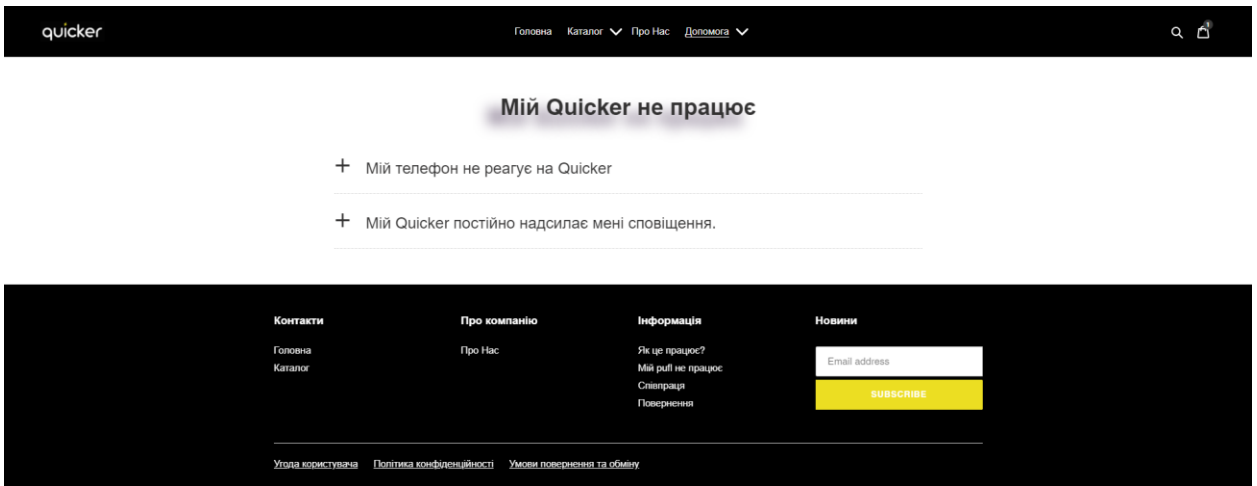 quicker
Головна Каталог Про Нас Допомога
1
Мій Quicker не працює
Мій телефон не реагує на Quicker
Мій Quicker постійно надсилає мені сповіщення.
Контакти
Головна
Каталог
Про компанію
Про Нас
Інформація
Як це працює?
Мій puff не працює
Співпраця
Повернення
Новини
Email address
SUBSCRIBE
Угода користувача Політика конфіденційності Умови повернення та обміну